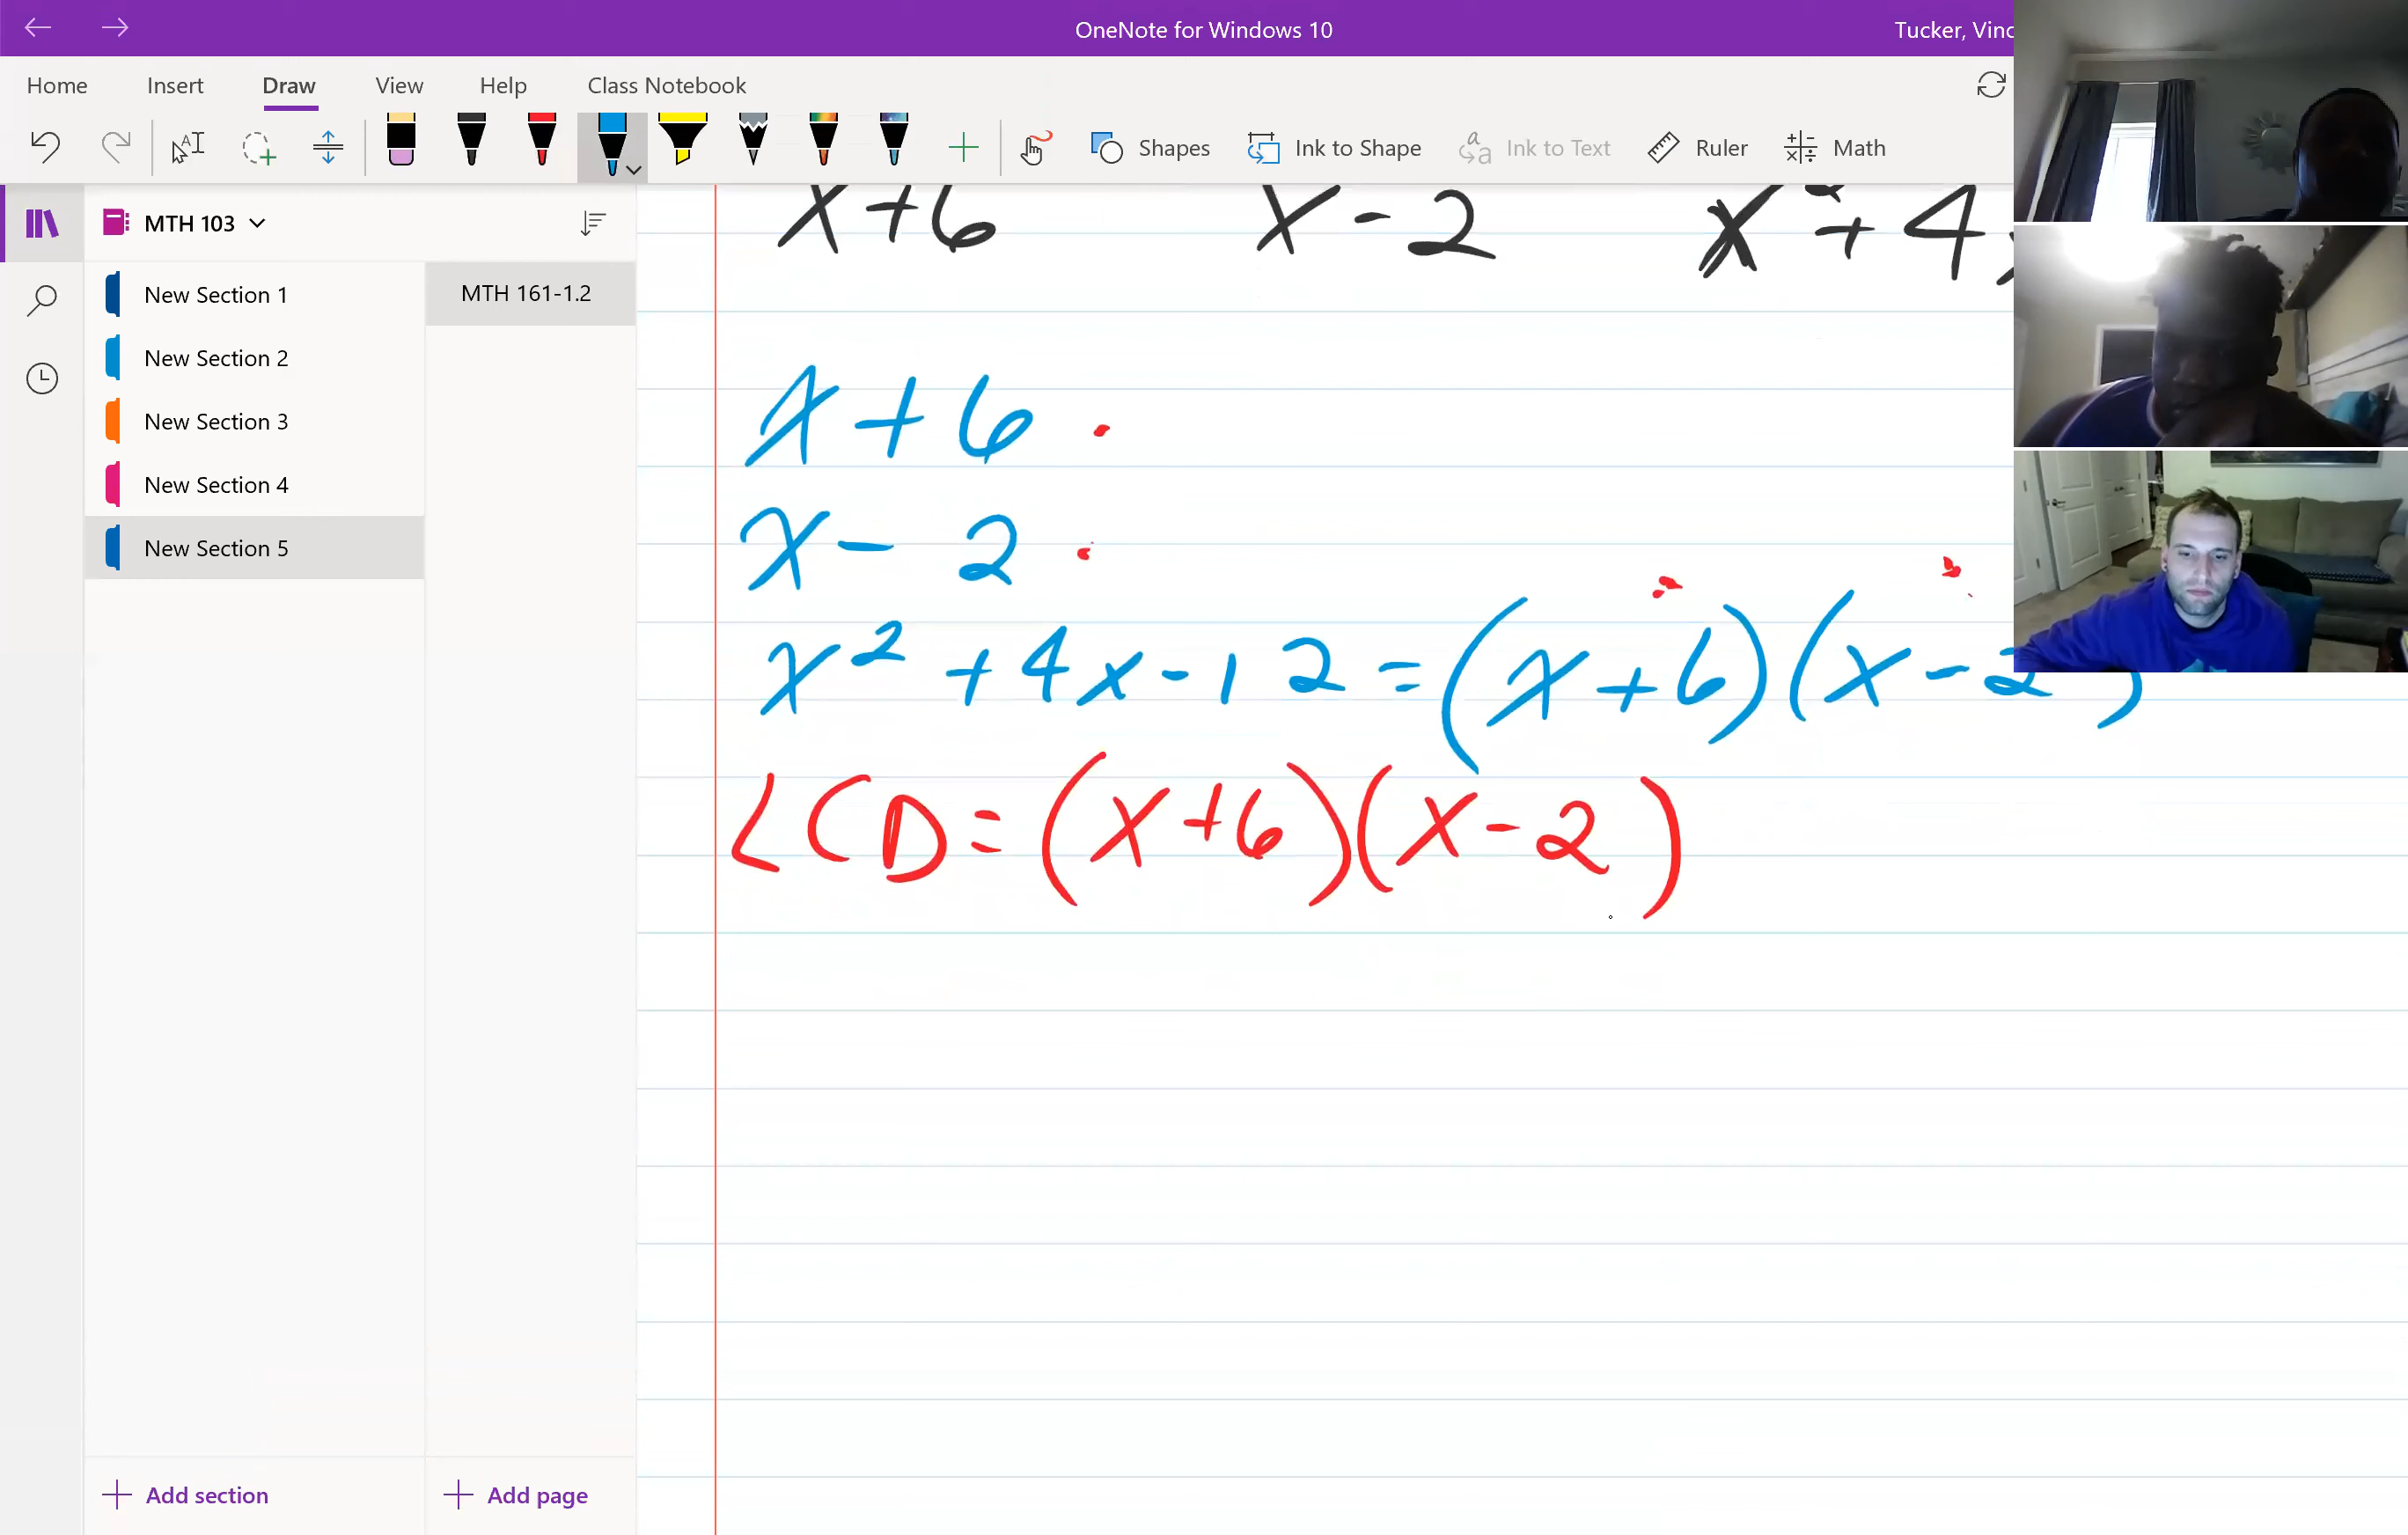 OneNote for Windows 10
Tucker, Vinc
Home Insert Draw View Help Class Notebook
Shapes Ink to Shape Ink to Text Ruler Math
MTH 103
New Section 1
New Section 2
New Section 3
New Section 4
New Section 5
MTH 161-1.2
x+6 x-2 x²+4
x+6
x-2
x²+4x-12=(x+6)(x-2)
LCD=(x+6)(x-2)
Add section
Add page